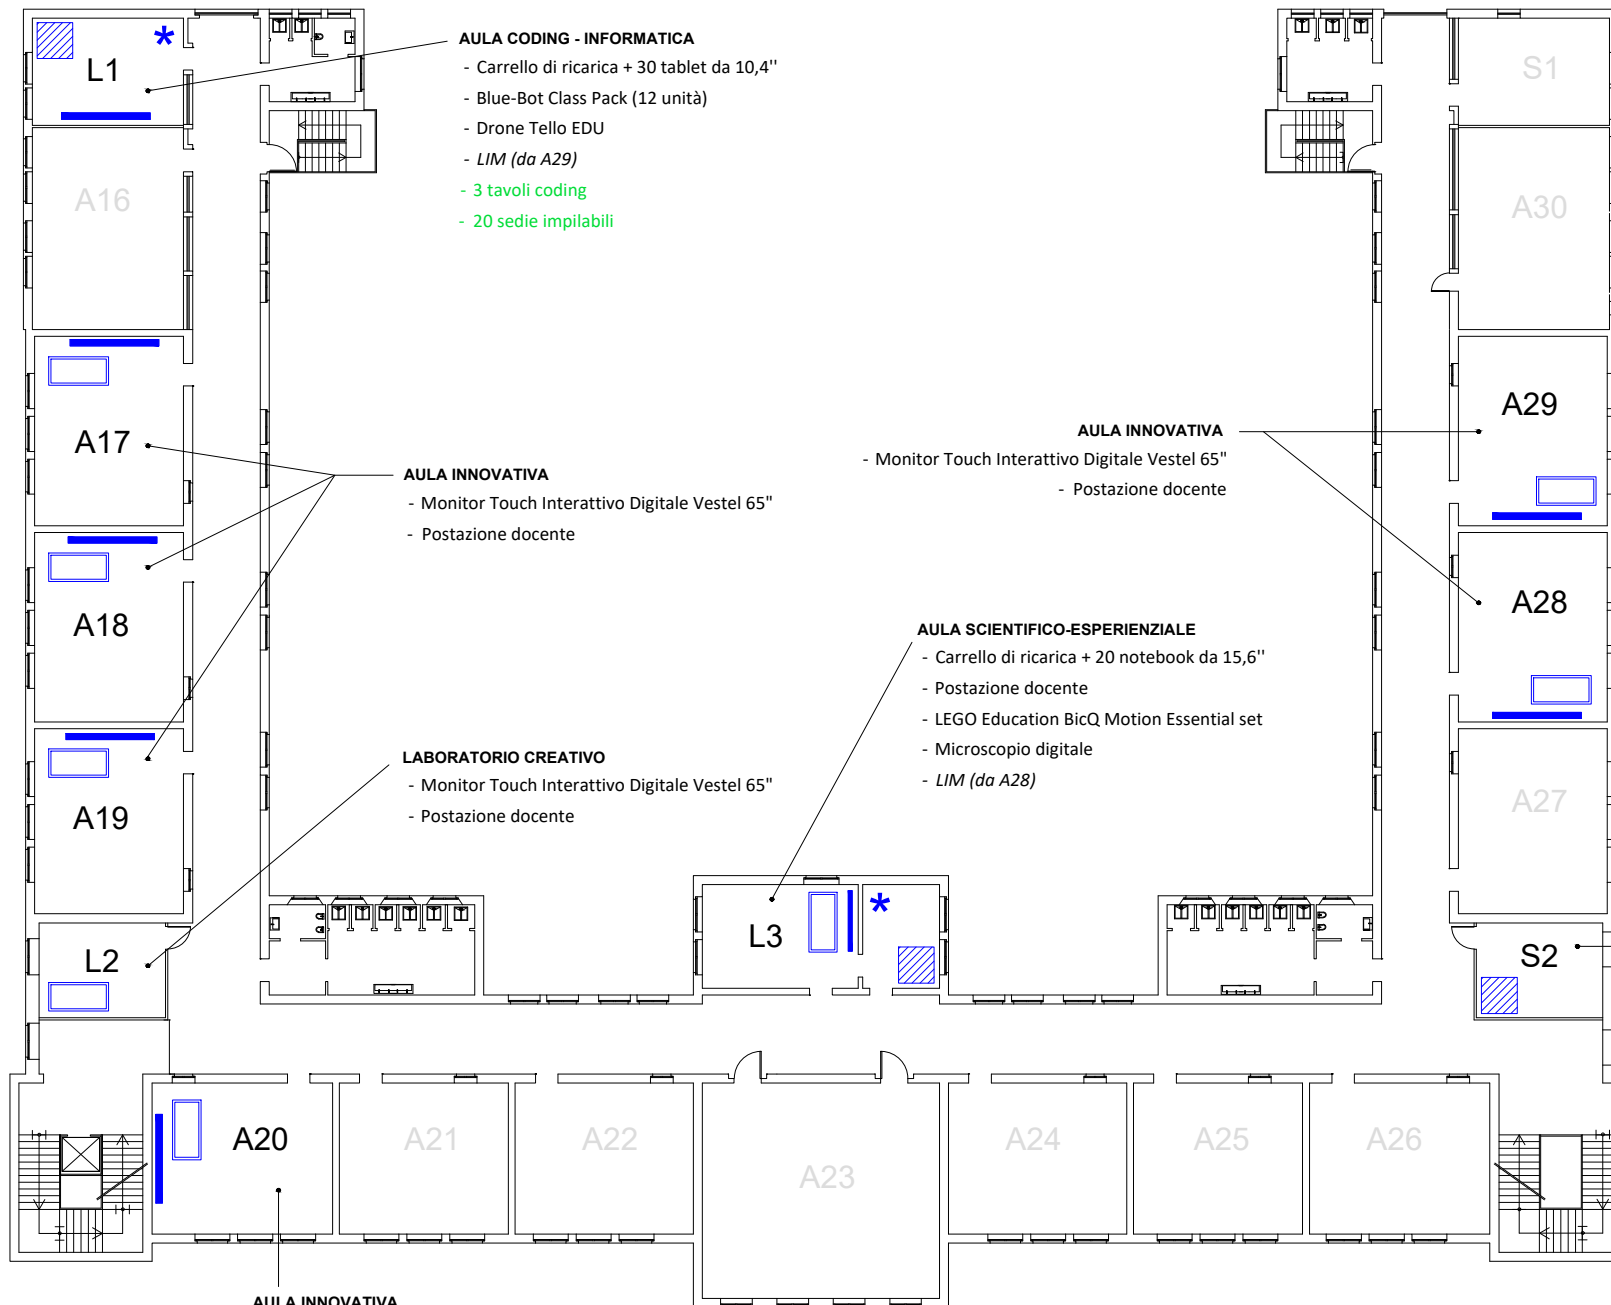 AULA CODING - INFORMATICA
- Carrello di ricarica + 30 tablet da 10,4''
- Blue-Bot Class Pack (12 unità)
- Drone Tello EDU
- LIM (da A29)
- 3 tavoli coding
- 20 sedie impilabili
L1
*
S1
A16
A30
A17
A29
AULA INNOVATIVA
- Monitor Touch Interattivo Digitale Vestel 65"
- Postazione docente
AULA INNOVATIVA
- Monitor Touch Interattivo Digitale Vestel 65"
- Postazione docente
A18
A28
AULA SCIENTIFICO-ESPERIENZIALE
- Carrello di ricarica + 20 notebook da 15,6''
- Postazione docente
- LEGO Education BicQ Motion Essential set
- Microscopio digitale
- LIM (da A28)
LABORATORIO CREATIVO
- Monitor Touch Interattivo Digitale Vestel 65"
- Postazione docente
A19
A27
L2
L3
*
S2
A20
A21
A22
A23
A24
A25
A26
AULA INNOVATIVA